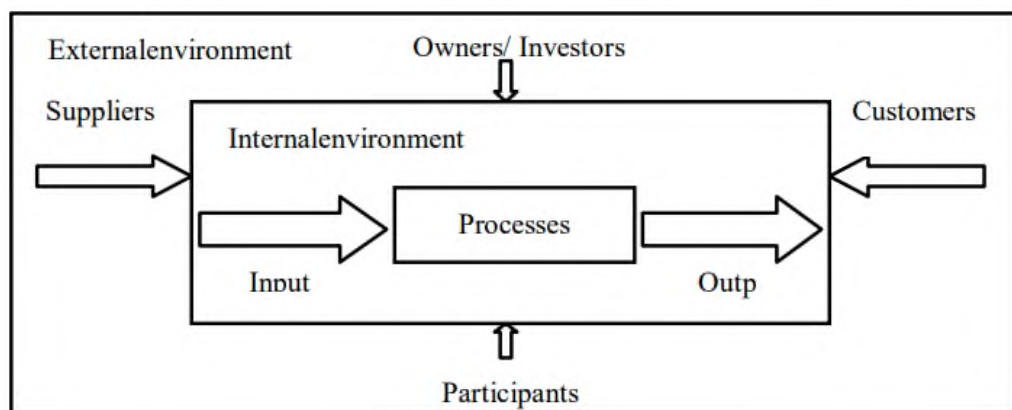 Externalenvironment
Owners/ Investors
Suppliers
Customers
Internalenvironment
Processes
Input
Outp
Participants